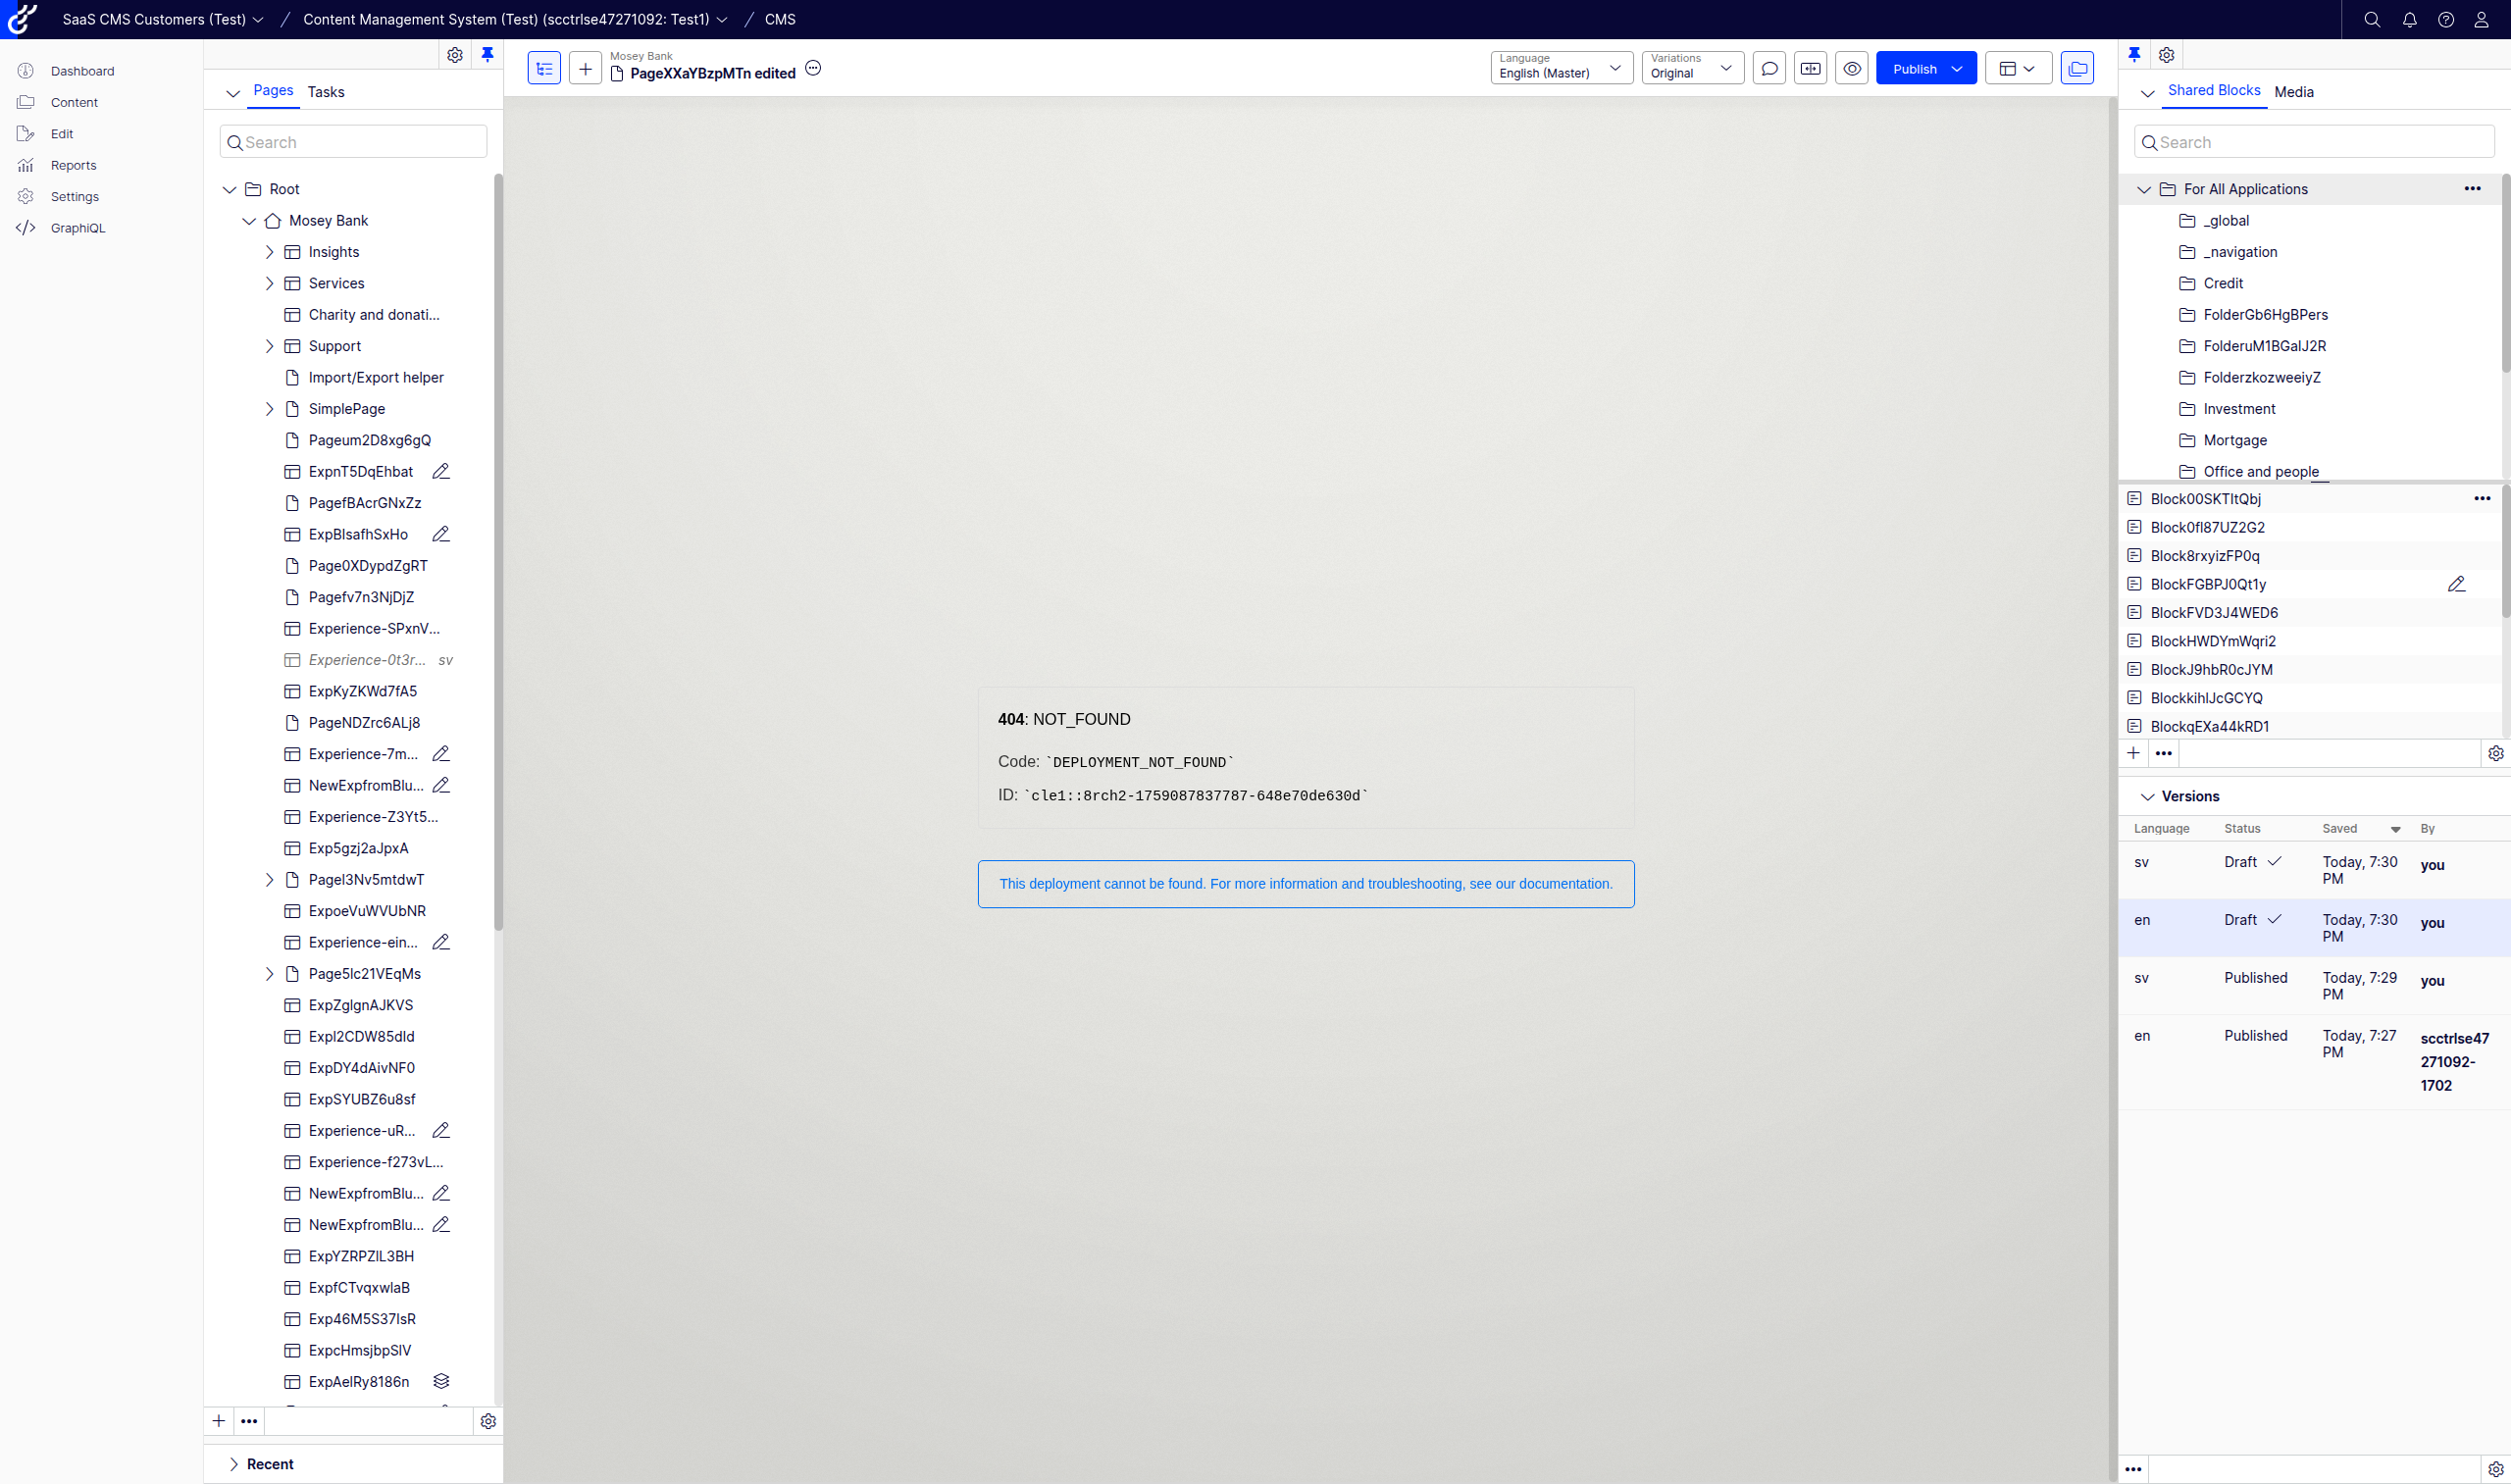 SaaS CMS Customers (Test) / Content Management System (Test) (scctrlse47271092: Test1) / CMS
Dashboard
Content
Edit
Reports
Settings
GraphiQL
Pages Tasks
Search
Root
Mosey Bank
Insights
Services
Charity and donati...
Support
Import/Export helper
SimplePage
Pageum2D8xg6gQ
ExpnT5DqEhbat
PagefBAcrGNxZz
ExpBlsafhSxHo
Page0XDypdZgRT
Pagefv7n3NjDjZ
Experience-SPxnV...
Experience-0t3r... sv
ExpKyZKWd7fA5
PageNDZrc6ALj8
Experience-7m...
NewExpfromBlu...
Experience-Z3Yt5...
Exp5gzj2aJpxA
PageI3Nv5mtdwT
ExpoeVuWVUbNR
Experience-ein...
Page5lc21VEqMs
ExpZglgnAJKVS
Expl2CDW85dld
ExpDY4dAivNF0
ExpSYUBZ6u8sf
Experience-uR...
Experience-f273vL...
NewExpfromBlu...
NewExpfromBlu...
ExpYZRPZlL3BH
ExpfCTvqxwlaB
Exp46M5S37lsR
ExpcHmsjbpSlV
ExpAelRy8186n
Recent
Mosey Bank
PageXXaYBzpMTn edited
Language
English (Master)
Variations
Original
Publish
404: NOT_FOUND
Code: `DEPLOYMENT_NOT_FOUND`
ID: `cle1::8rch2-1759087837787-648e70de630d`
This deployment cannot be found. For more information and troubleshooting, see our documentation.
Shared Blocks Media
Search
For All Applications
_global
_navigation
Credit
FolderGb6HgBPers
FolderuM1BGalJ2R
FolderzkozweeiyZ
Investment
Mortgage
Office and people
Block00SKTltQbj
Block0fl87UZ2G2
Block8rxyizFP0q
BlockFGBPJ0Qt1y
BlockFVD3J4WED6
BlockHWDYmWqri2
BlockJ9hbR0cJYM
BlockkihlJcGCYQ
BlockqEXa44kRD1
Versions
Language Status Saved By
sv Draft Today, 7:30 PM you
en Draft Today, 7:30 PM you
sv Published Today, 7:29 PM you
en Published Today, 7:27 PM scctrlse47271092-1702